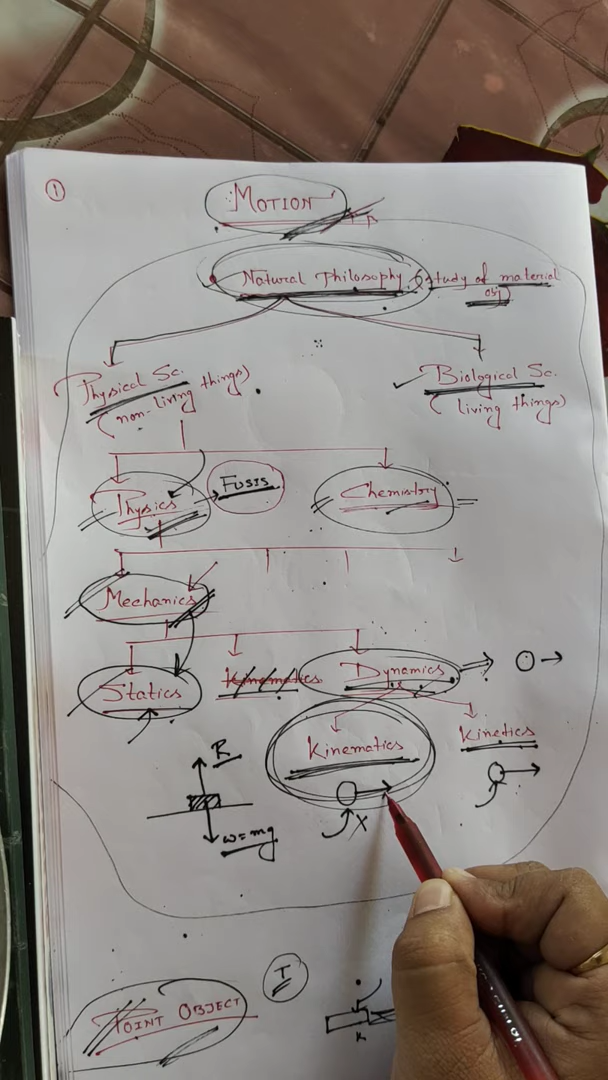 1
MOTION
Natural Philosophy
Study of material
obj
Physical Sc.
(non-living things)
Biological Sc.
(living things)
Physics
FUSIS
Chemistry
Mechanics
Statics
Kinematics
Dynamics
Kinematics
Kinetics
R
w=mg
X
I
POINT OBJECT
K